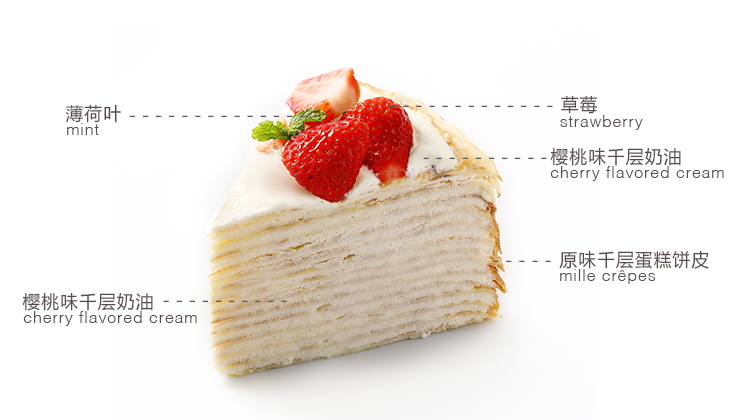 薄荷叶
mint
草莓
strawberry
樱桃味千层奶油
cherry flavored cream
原味千层蛋糕饼皮
mille crêpes
樱桃味千层奶油
cherry flavored cream